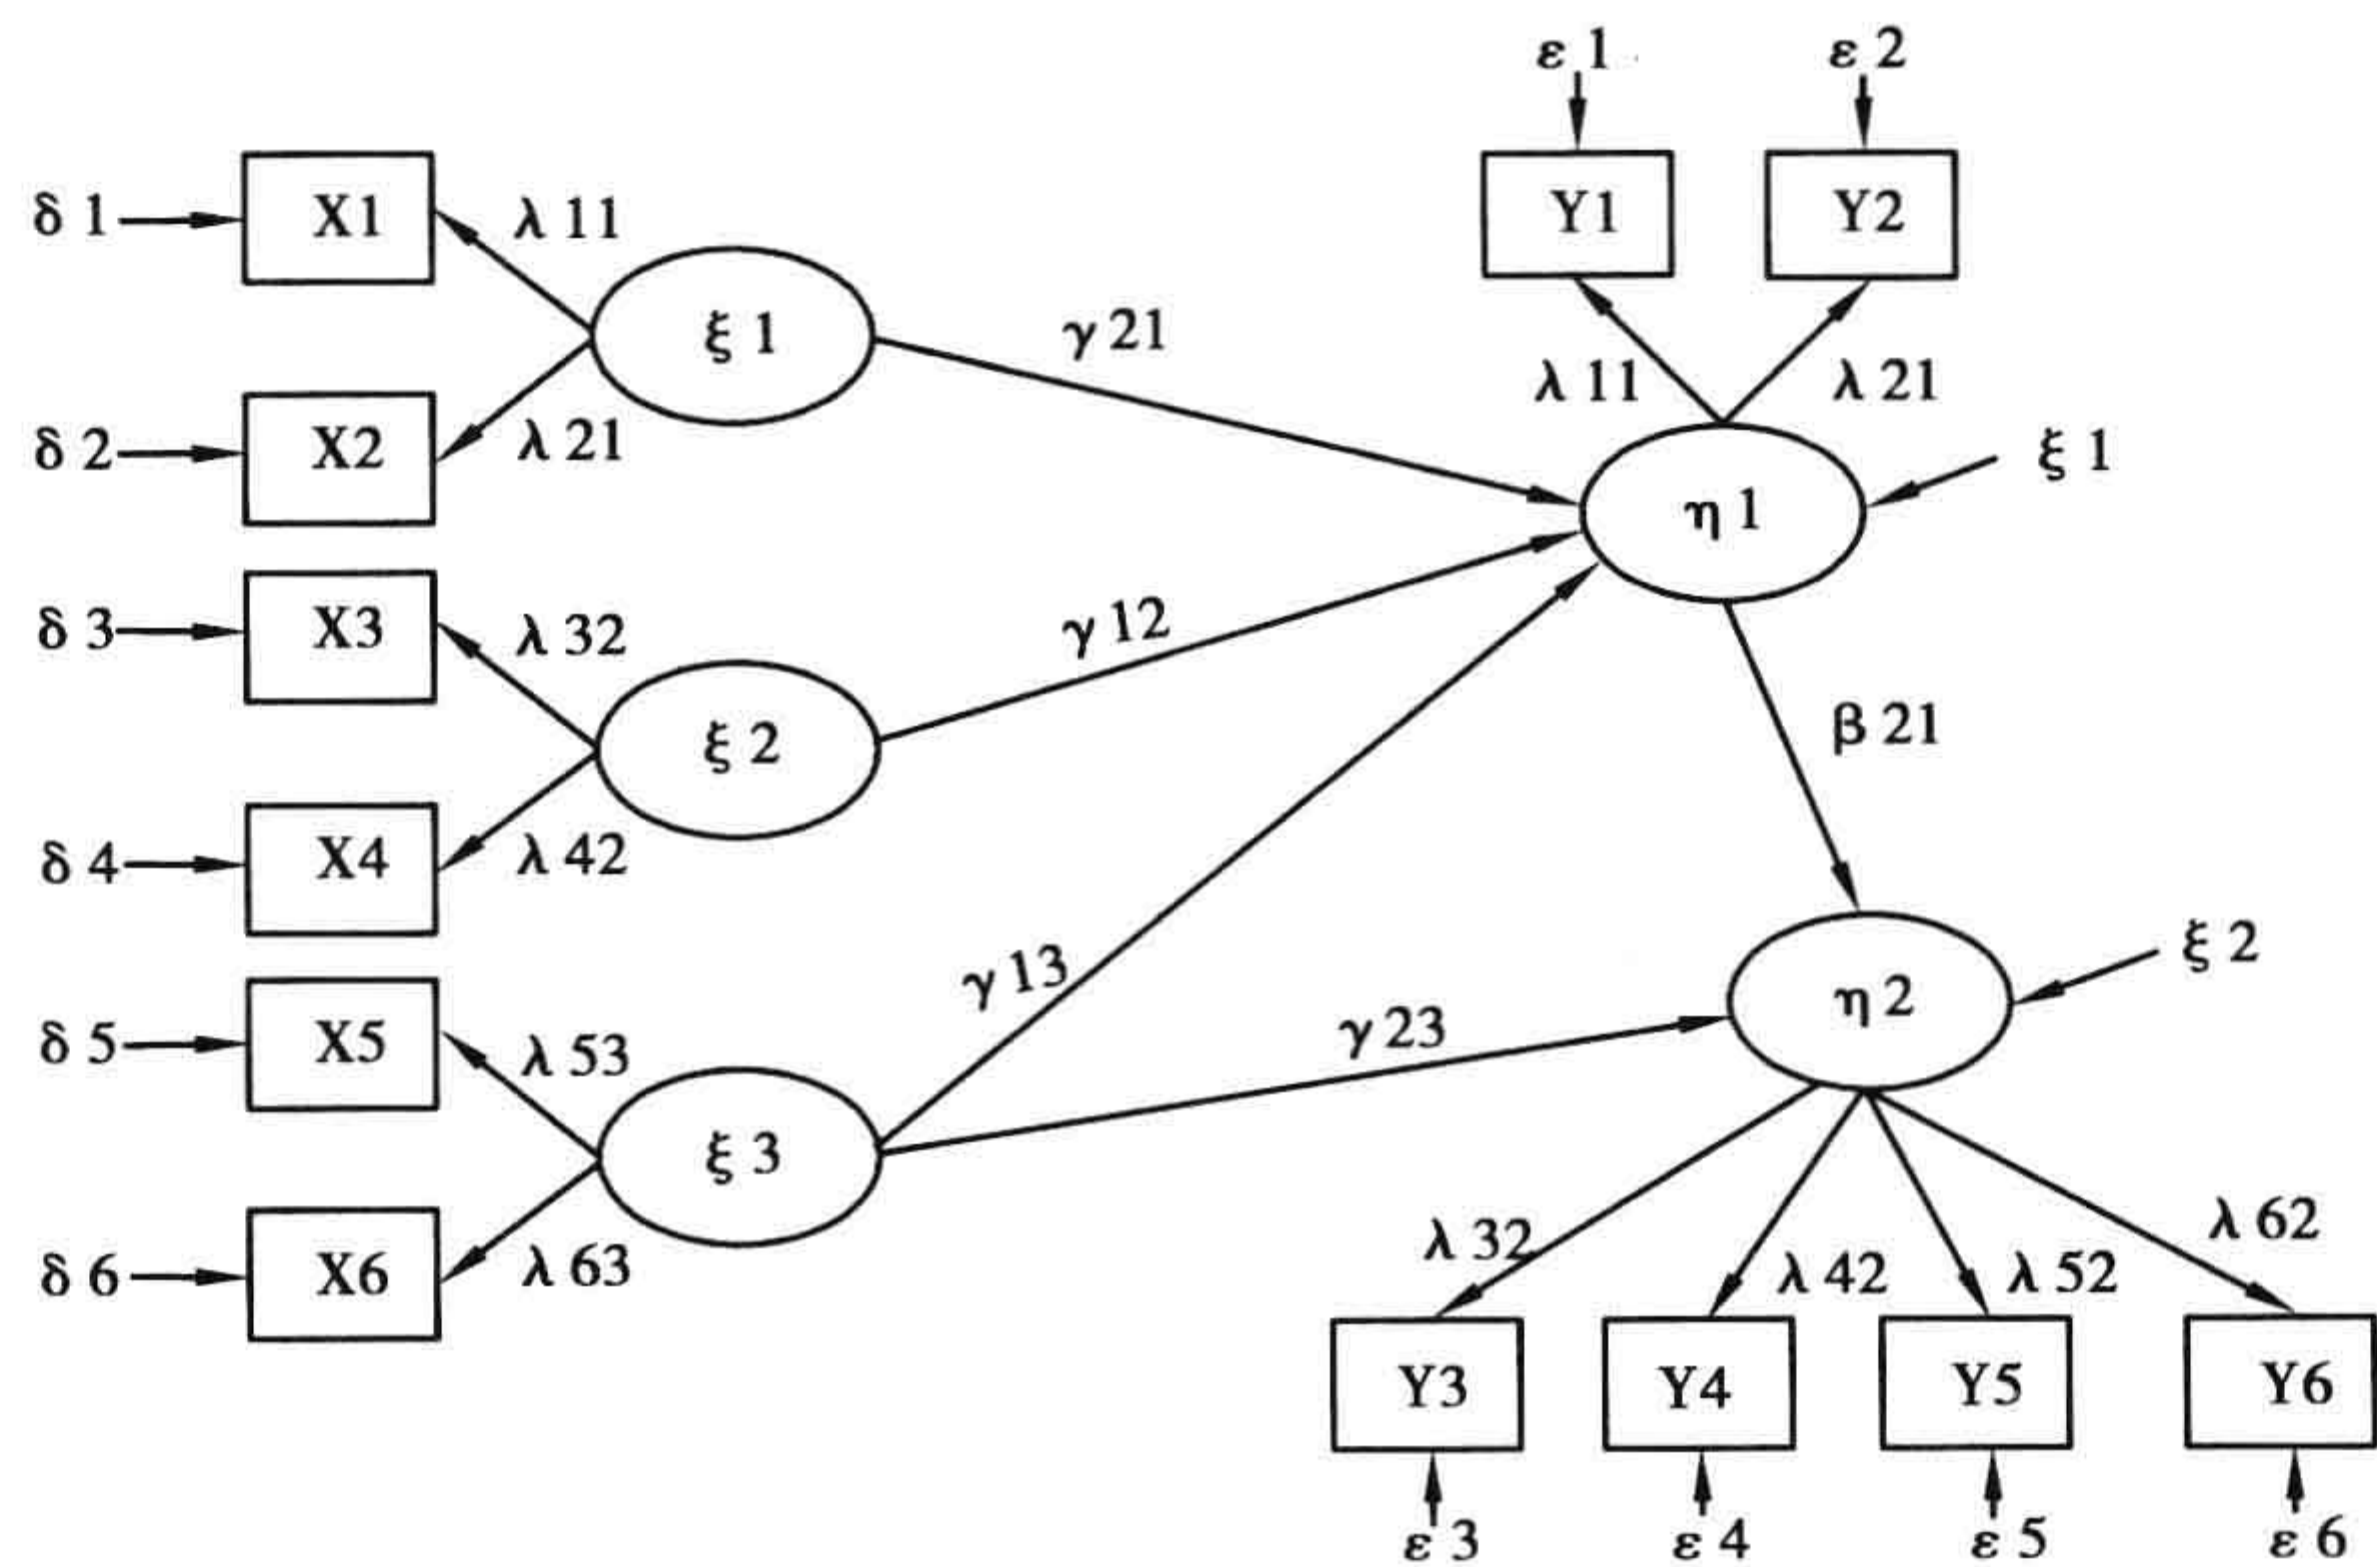 ε 1
ε 2
δ 1
X1
λ 11
Y1
Y2
ξ 1
γ 21
λ 11
λ 21
δ 2
X2
λ 21
ξ 1
η 1
δ 3
X3
λ 32
γ 12
ξ 2
β 21
δ 4
X4
λ 42
γ 13
ξ 2
η 2
δ 5
X5
λ 53
γ 23
ξ 3
λ 32
λ 42
λ 52
λ 62
δ 6
X6
λ 63
Y3
Y4
Y5
Y6
ε 3
ε 4
ε 5
ε 6